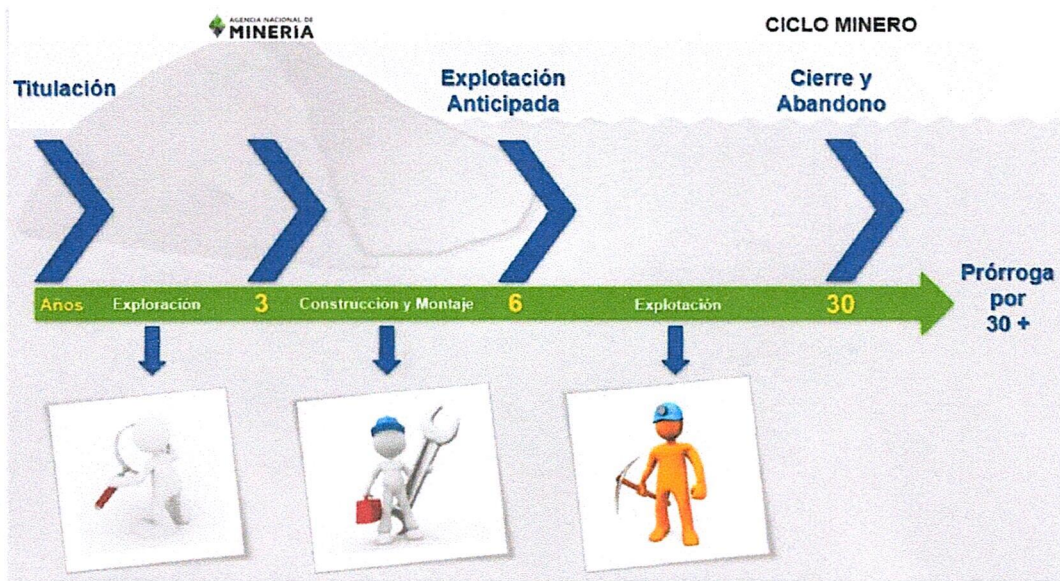 AGENCIA NACIONAL DE
MINERÍA
CICLO MINERO
Titulación
Explotación
Anticipada
Cierre y
Abandono
Años Exploración 3 Construcción y Montaje 6 Explotación 30
Prórroga
por
30 +